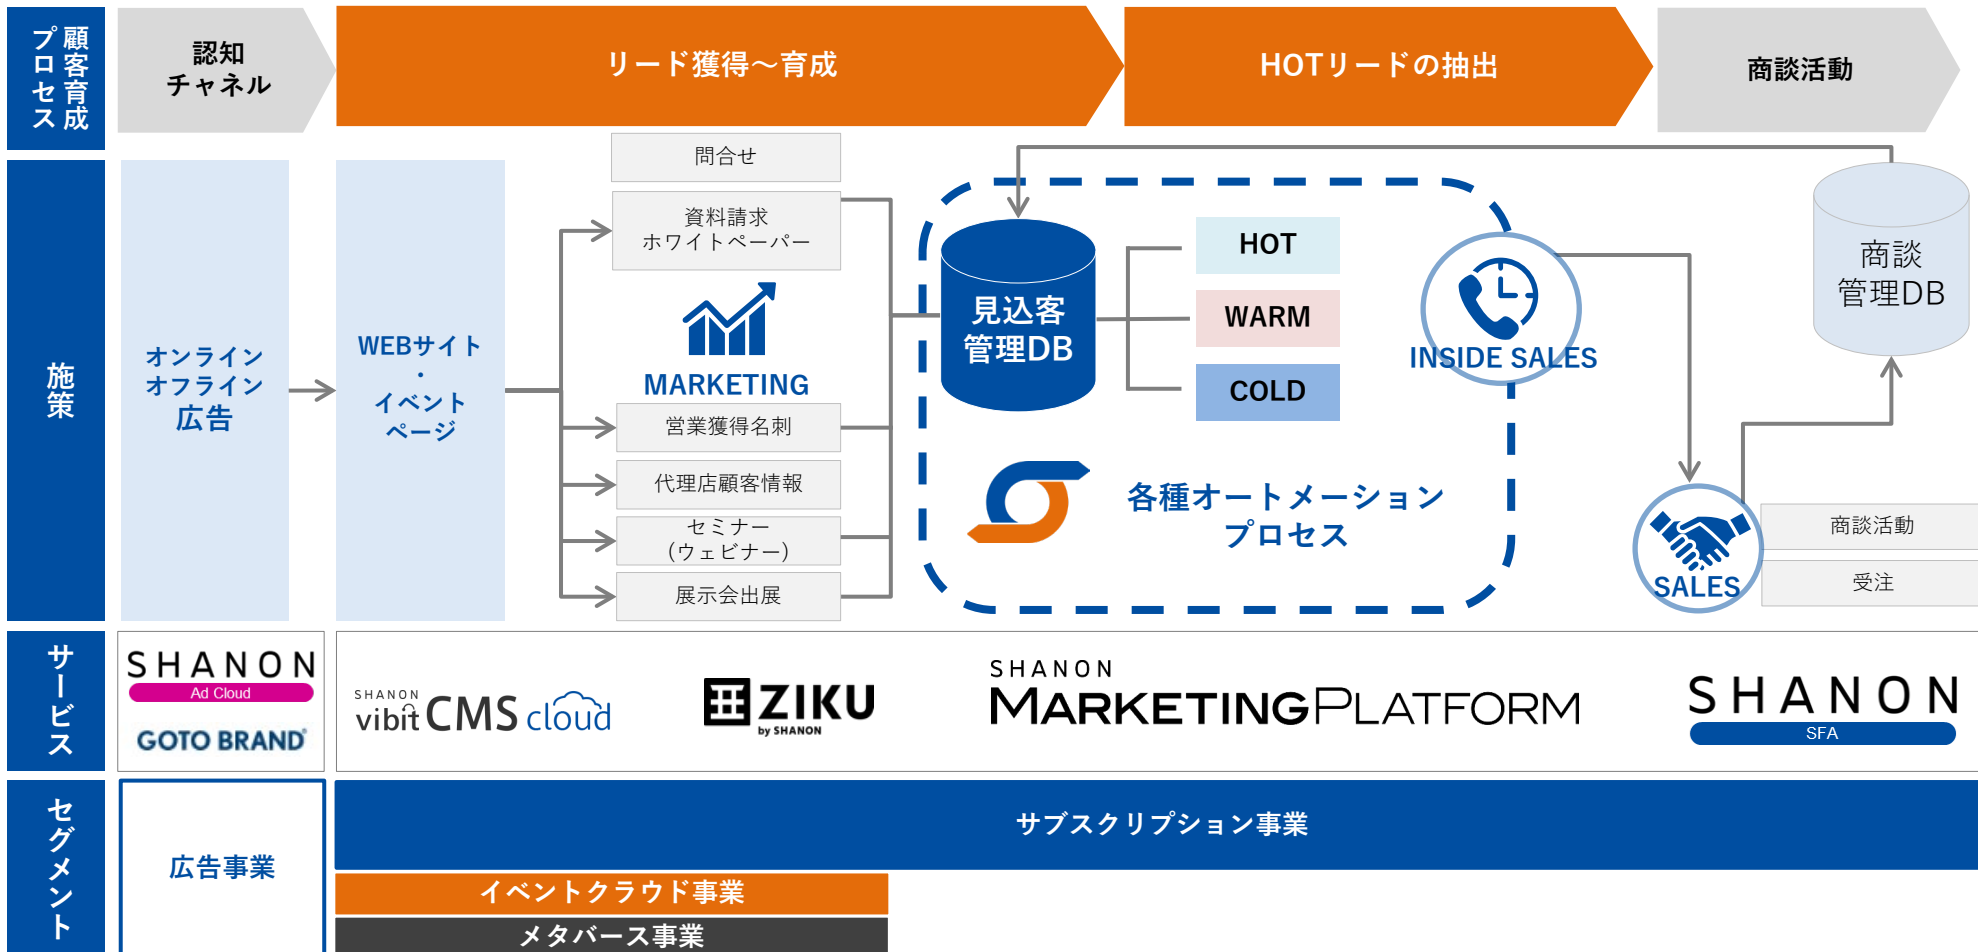 顧客育成
プロセス
認知
チャネル
リード獲得～育成
HOTリードの抽出
商談活動
施策
オンライン
オフライン
広告
WEBサイト
・
イベント
ページ
問合せ
資料請求
ホワイトペーパー
MARKETING
営業獲得名刺
代理店顧客情報
セミナー
(ウェビナー)
展示会出展
見込客
管理DB
HOT
WARM
COLD
各種オートメーション
プロセス
INSIDE SALES
商談
管理DB
SALES
商談活動
受注
サービス
SHANON
Ad Cloud
GOTO BRAND
SHANON
vibit CMS cloud
ZIKU
by SHANON
SHANON
MARKETINGPLATFORM
SHANON
SFA
セグメント
広告事業
サブスクリプション事業
イベントクラウド事業
メタバース事業